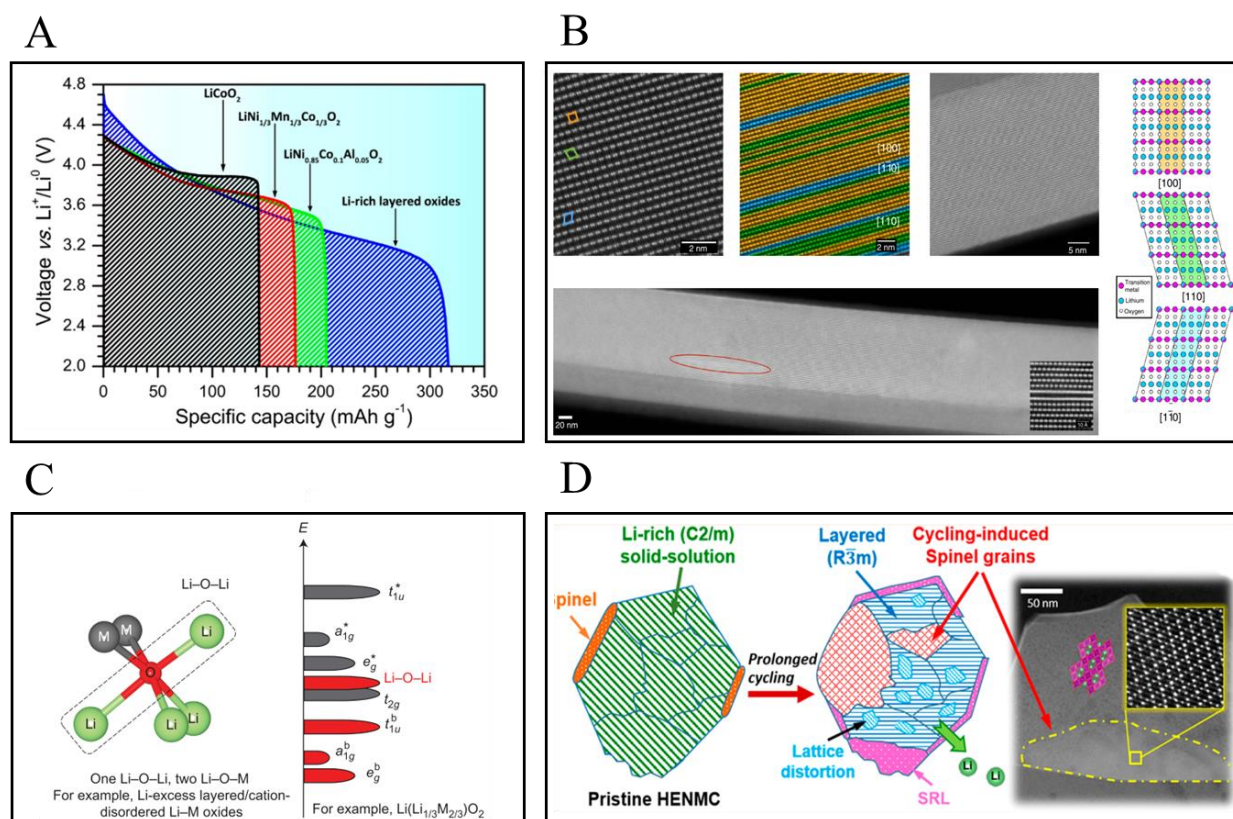 A
4.8
4.4
4.0
3.6
3.2
2.8
2.4
2.0
Voltage vs. Li⁺/Li⁰ (V)
LiCoO₂
LiNi₁/₃Mn₁/₃Co₁/₃O₂
LiNi₀.₈₅Co₀.₁Al₀.₀₅O₂
Li-rich layered oxides
0 50 100 150 200 250 300 350
Specific capacity (mAh g⁻¹)
B
2 nm
[100]
[11̄0]
[110]
2 nm
5 nm
20 nm
10 Å
[100]
Transition
metal
Lithium
Oxygen
[110]
[11̄0]
C
Li–O–Li
M
M
Li
O
Li
Li
Li
One Li–O–Li, two Li–O–M
For example, Li-excess layered/cation-
disordered Li–M oxides
E
t*₁ᵤ
a*₁g
e*g
Li–O–Li
t₂g
tᵇ₁ᵤ
aᵇ₁g
eᵇg
For example, Li(Li₁/₃M₂/₃)O₂
D
Li-rich (C2/m)
solid-solution
Spinel
Pristine HENMC
Prolonged
cycling
Layered
(R3̄m)
Cycling-induced
Spinel grains
Lattice
distortion
SRL
Li
Li
50 nm